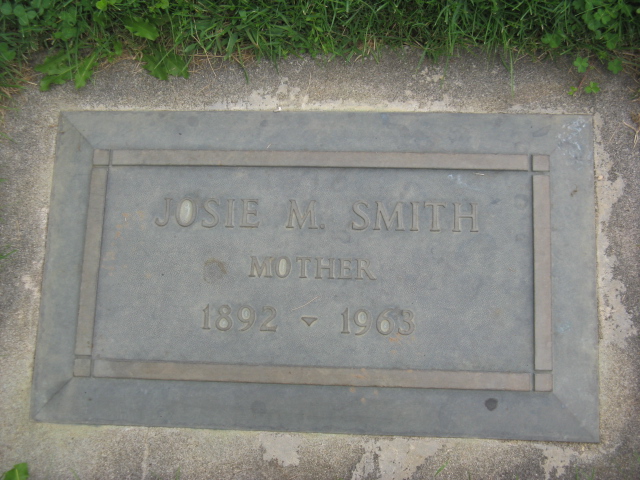 JOSIE M. SMITH
MOTHER
1892 - 1963